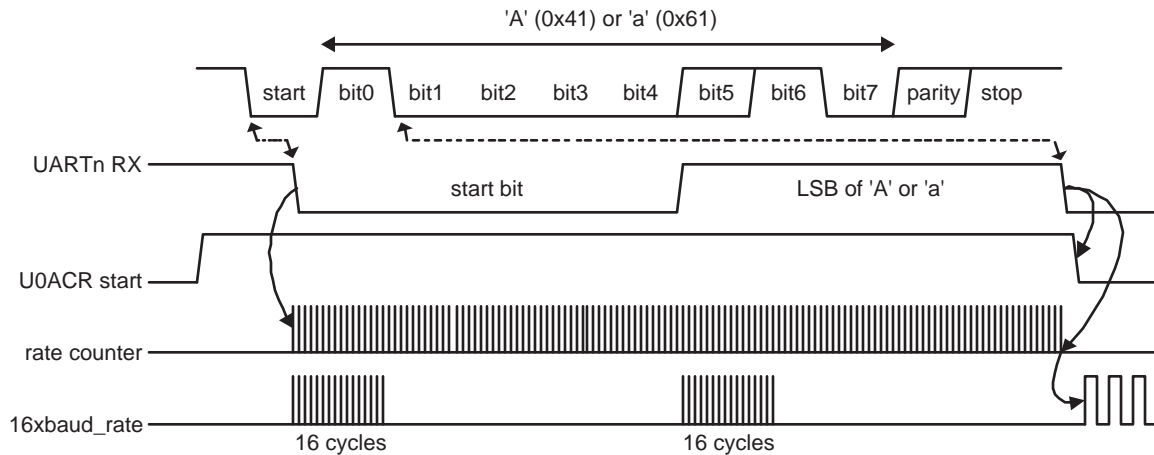 'A' (0x41) or 'a' (0x61)
start bit0 bit1 bit2 bit3 bit4 bit5 bit6 bit7 parity stop
UARTn RX
start bit LSB of 'A' or 'a'
U0ACR start
rate counter
16xbaud_rate
16 cycles 16 cycles